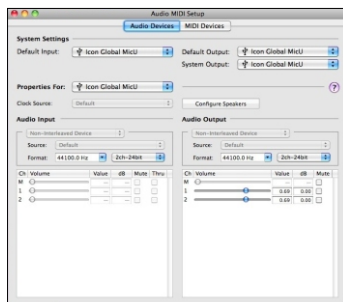 Audio MIDI Setup
Audio Devices MIDI Devices
System Settings
Default Input: Icon Global MicU
Default Output: Icon Global MicU
System Output: Icon Global MicU
Properties For: Icon Global MicU ?
Clock Source: Default
Configure Speakers
Audio Input
Non-Interleaved Device
Source: Default
Format: 44100.0 Hz 2ch-24bit
Ch Volume Value dB Mute Thru
M -- --
1 -- --
2 -- --
Audio Output
Non-Interleaved Device
Source: Default
Format: 44100.0 Hz 2ch-24bit
Ch Volume Value dB Mute
M -- --
1 0.69 0.00
2 0.69 0.00